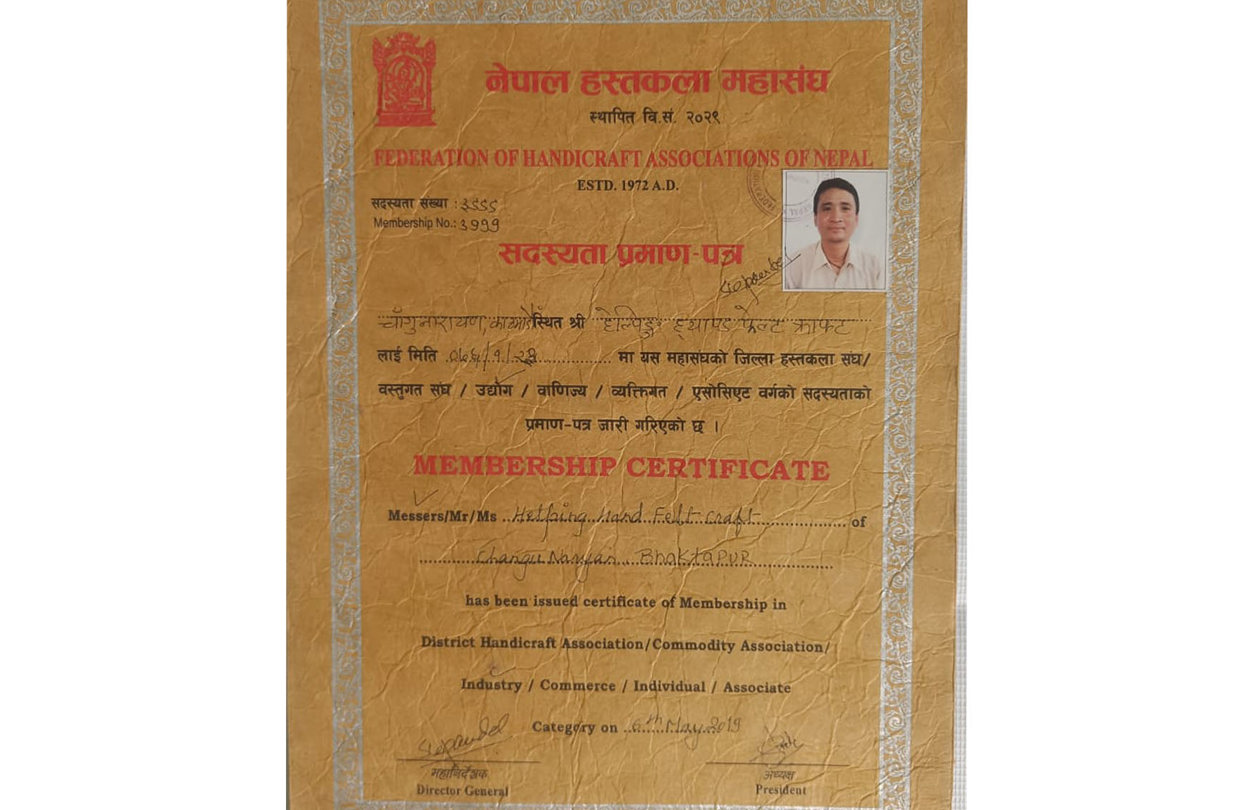 नेपाल हस्तकला महासंघ
स्थापित वि.सं. २०२९
FEDERATION OF HANDICRAFT ASSOCIATIONS OF NEPAL
ESTD. 1972 A.D.
सदस्यता संख्या :
Membership No.:
सदस्यता प्रमाण-पत्र
चाँगुनारायण, स्थित श्री हेल्पिङ्ग ह्याण्ड फेल्ट क्राफ्ट
लाई मिति मा यस महासंघको जिल्ला हस्तकला संघ/
वस्तुगत संघ / उद्योग / वाणिज्य / व्यक्तिगत / एसोसिएट वर्गको सदस्यताको
प्रमाण-पत्र जारी गरिएको छ ।
MEMBERSHIP CERTIFICATE
Messers/Mr/Ms Helping Hand Felt craft of
Changu Narayan Bhaktapur
has been issued certificate of Membership in
District Handicraft Association/Commodity Association/
Industry / Commerce / Individual / Associate
Category on 6th May 2019
महानिर्देशक
Director General
अध्यक्ष
President